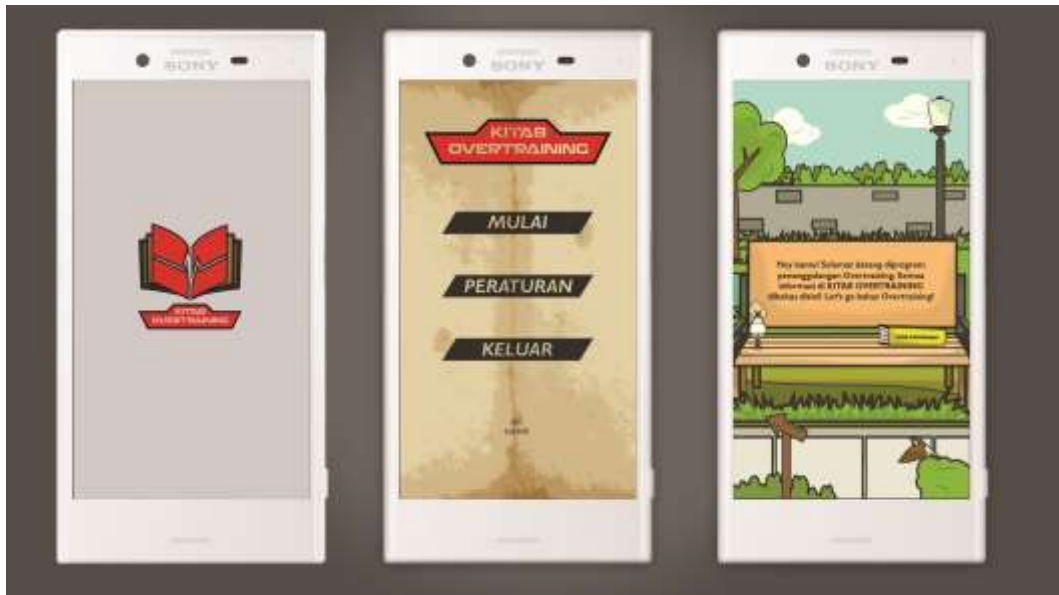 SONY
KITAB
OVERTRAINING
SONY
KITAB
OVERTRAINING
MULAI
PERATURAN
KELUAR
SONY
Hey kamu! Selamat datang diprogram
penanggulangan Overtraining. Semua
informasi di KITAB OVERTRAINING
dibahas disini! Let's go bahas Overtraining!